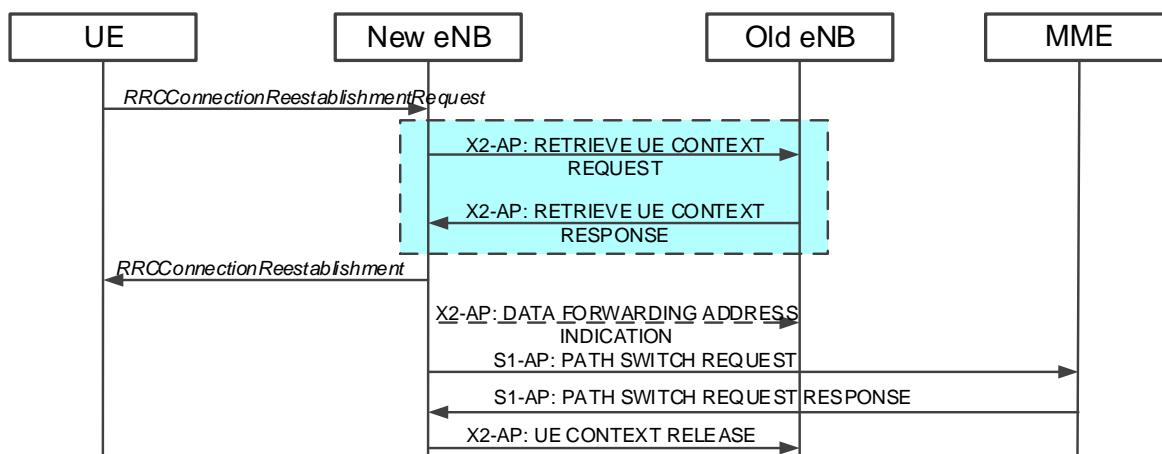 UE
New eNB
Old eNB
MME
RRCConnectionReestablishmentRequest
X2-AP: RETRIEVE UE CONTEXT
REQUEST
X2-AP: RETRIEVE UE CONTEXT
RESPONSE
RRCConnectionReestablishment
X2-AP: DATA FORWARDING ADDRESS
INDICATION
S1-AP: PATH SWITCH REQUEST
S1-AP: PATH SWITCH REQUEST RESPONSE
X2-AP: UE CONTEXT RELEASE